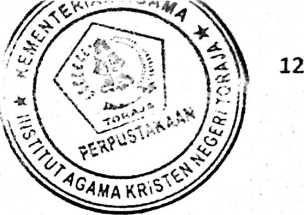 KEMENTERIAN AGAMA
12
TORAJA
PERPUSTAKAAN
INSTITUT AGAMA KRISTEN NEGERI TORAJA